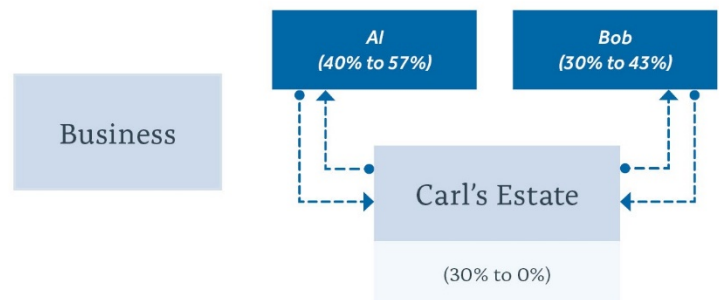 Al
(40% to 57%)
Bob
(30% to 43%)
Business
Carl's Estate
(30% to 0%)